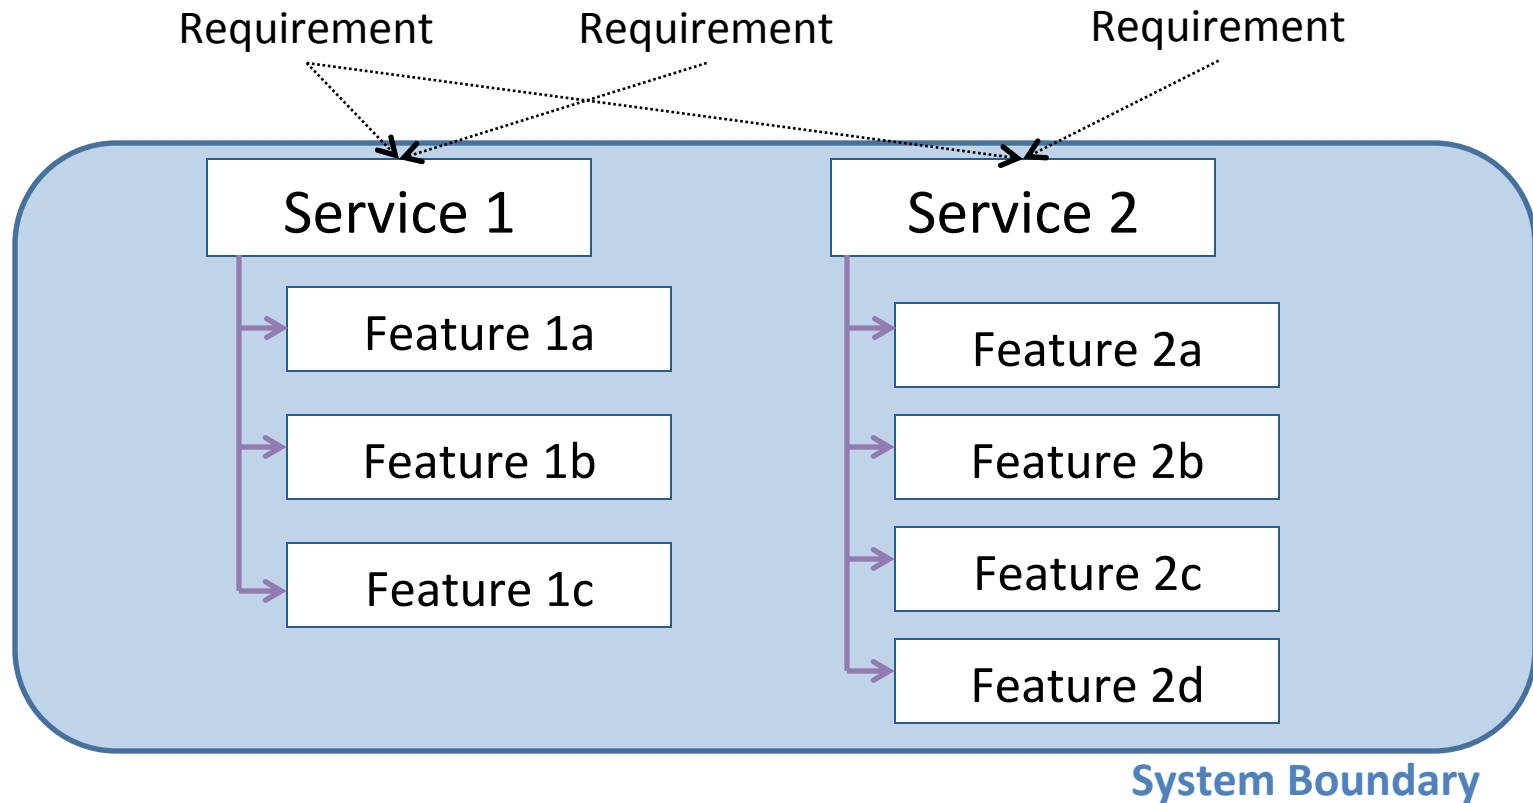 Requirement
Requirement
Requirement
Service 1
Service 2
Feature 1a
Feature 2a
Feature 1b
Feature 2b
Feature 1c
Feature 2c
Feature 2d
System Boundary